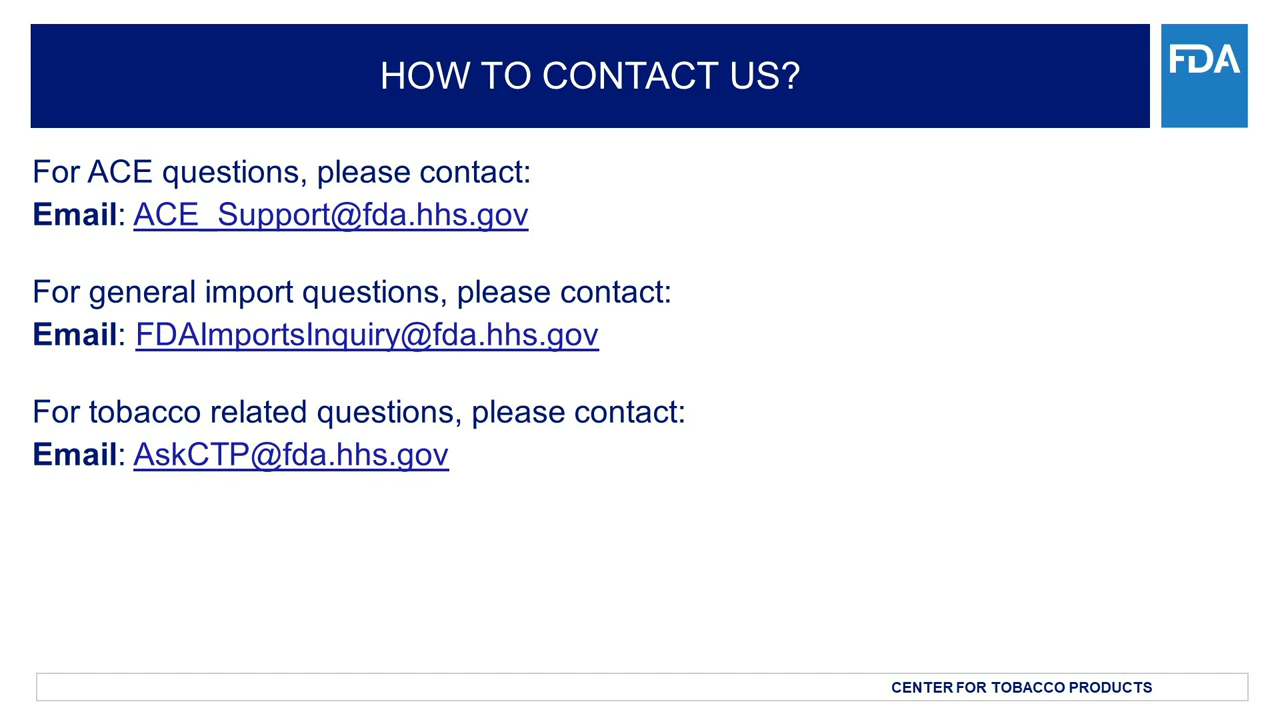 HOW TO CONTACT US?
FDA
For ACE questions, please contact:
Email: ACE_Support@fda.hhs.gov
For general import questions, please contact:
Email: FDAImportsInquiry@fda.hhs.gov
For tobacco related questions, please contact:
Email: AskCTP@fda.hhs.gov
CENTER FOR TOBACCO PRODUCTS